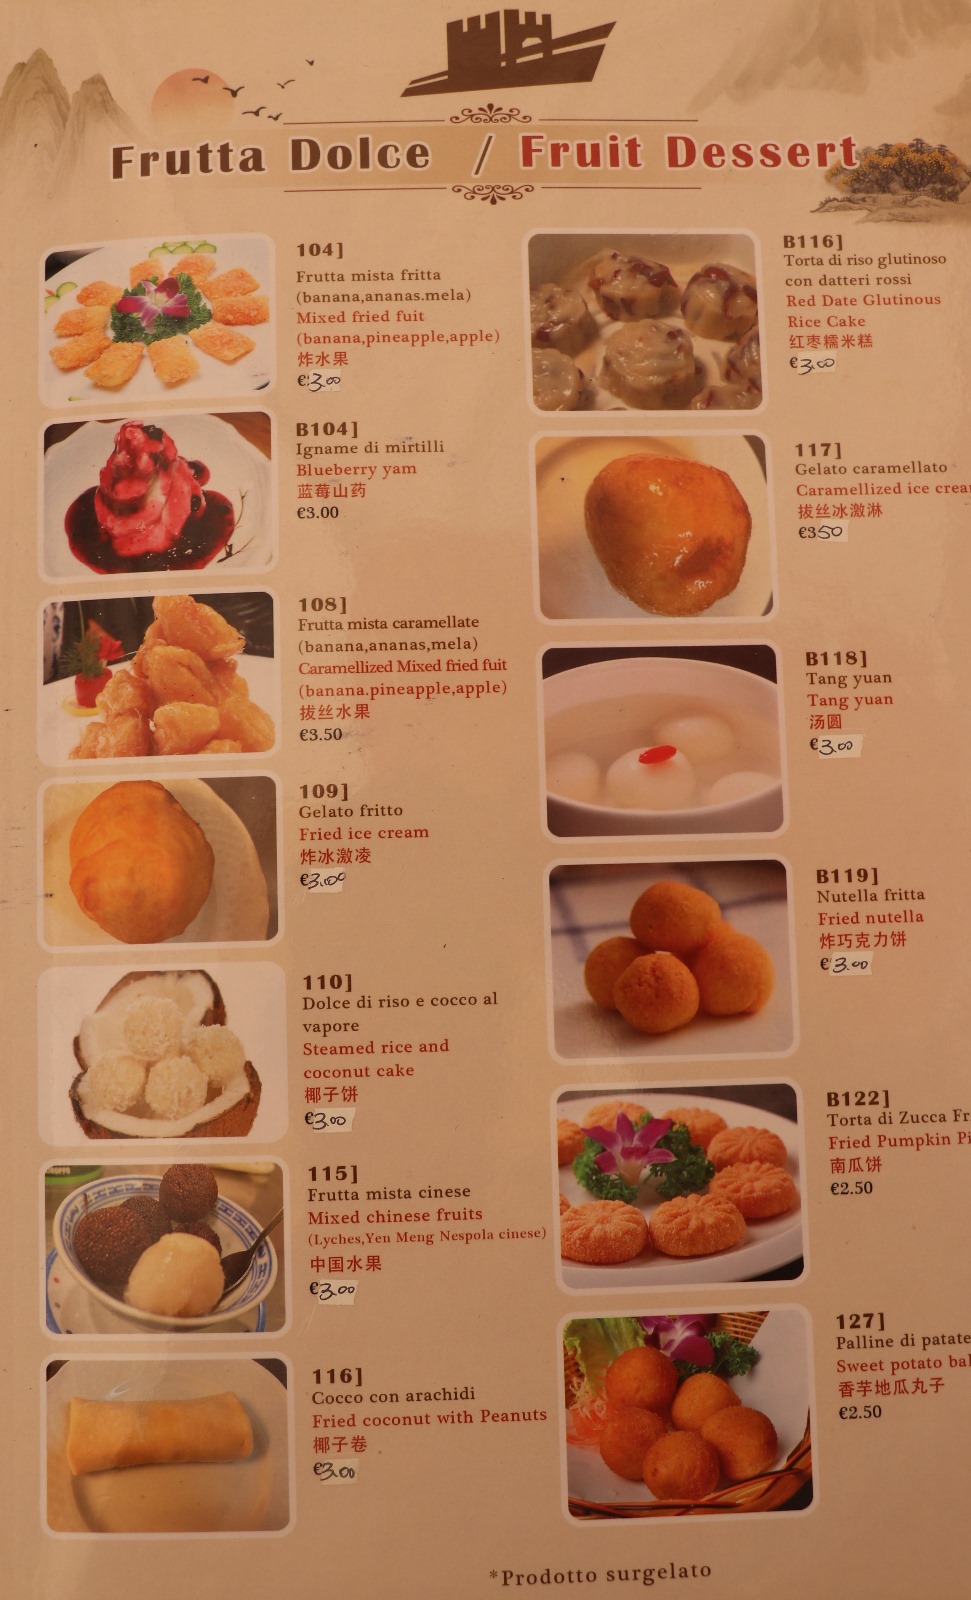 Frutta Dolce / Fruit Dessert
104]
Frutta mista fritta
(banana,ananas.mela)
Mixed fried fuit
(banana,pineapple,apple)
炸水果
€3.00
B104]
Igname di mirtilli
Blueberry yam
蓝莓山药
€3.00
108]
Frutta mista caramellate
(banana,ananas,mela)
Caramellized Mixed fried fuit
(banana.pineapple,apple)
拔丝水果
€3.50
109]
Gelato fritto
Fried ice cream
炸冰激凌
€3.00
110]
Dolce di riso e cocco al
vapore
Steamed rice and
coconut cake
椰子饼
€3.00
115]
Frutta mista cinese
Mixed chinese fruits
(Lyches,Yen Meng Nespola cinese)
中国水果
€3.00
116]
Cocco con arachidi
Fried coconut with Peanuts
椰子卷
€3.00
B116]
Torta di riso glutinoso
con datteri rossi
Red Date Glutinous
Rice Cake
红枣糯米糕
€3.00
117]
Gelato caramellato
Caramellized ice crea
拔丝冰激淋
€3.50
B118]
Tang yuan
Tang yuan
汤圆
€3.00
B119]
Nutella fritta
Fried nutella
炸巧克力饼
€3.00
B122]
Torta di Zucca Fr
Fried Pumpkin Pi
南瓜饼
€2.50
127]
Palline di patate
Sweet potato bal
香芋地瓜丸子
€2.50
*Prodotto surgelato